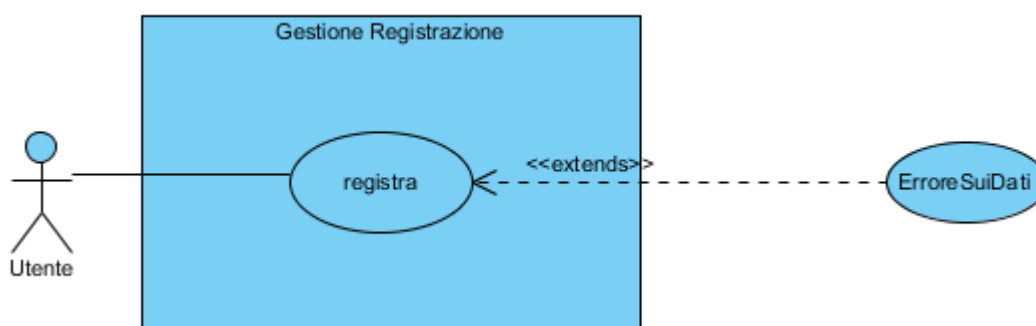 Gestione Registrazione
<<extends>>
registra
ErroreSuiDati
Utente